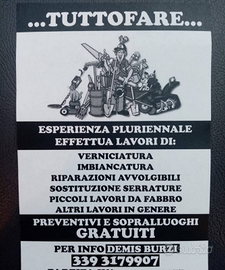 ...TUTTOFARE...
ESPERIENZA PLURIENNALE
EFFETTUA LAVORI DI:
VERNICIATURA
IMBIANCATURA
RIPARAZIONI AVVOLGIBILI
SOSTITUZIONE SERRATURE
PICCOLI LAVORI DA FABBRO
ALTRI LAVORI IN GENERE
PREVENTIVI E SOPRALLUOGHI
GRATUITI
PER INFO DEMIS BURZI
339 3179907